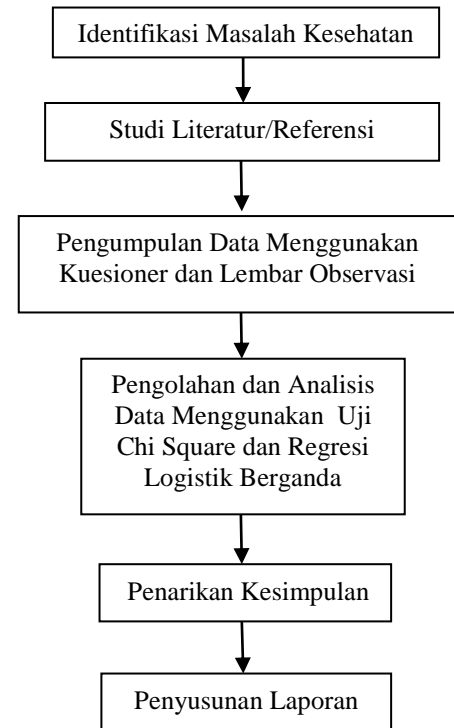 Identifikasi Masalah Kesehatan
Studi Literatur/Referensi
Pengumpulan Data Menggunakan
Kuesioner dan Lembar Observasi
Pengolahan dan Analisis
Data Menggunakan Uji
Chi Square dan Regresi
Logistik Berganda
Penarikan Kesimpulan
Penyusunan Laporan